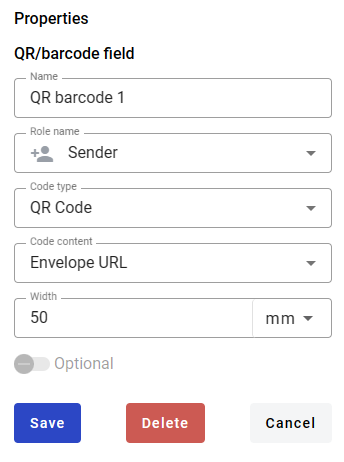 Properties
QR/barcode field
Name
QR barcode 1
Role name
Sender
Code type
QR Code
Code content
Envelope URL
Width
50 mm
Optional
Save Delete Cancel